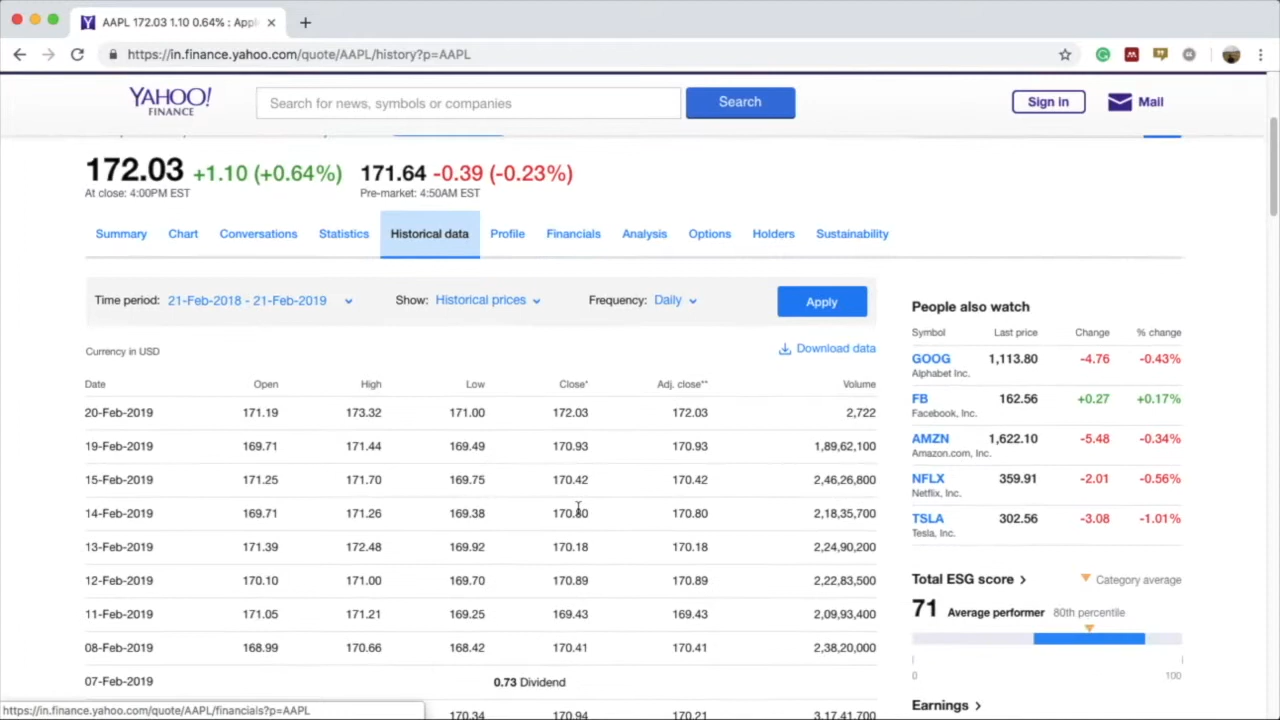 AAPL 172.03 1.10 0.64% : Appl
https://in.finance.yahoo.com/quote/AAPL/history?p=AAPL
YAHOO!
FINANCE
Search for news, symbols or companies
Search
Sign in
Mail
172.03 +1.10 (+0.64%) 171.64 -0.39 (-0.23%)
At close: 4:00PM EST Pre-market: 4:50AM EST
Summary Chart Conversations Statistics Historical data Profile Financials Analysis Options Holders Sustainability
Time period: 21-Feb-2018 - 21-Feb-2019 Show: Historical prices Frequency: Daily Apply
Currency in USD Download data
Date Open High Low Close* Adj. close** Volume
20-Feb-2019 171.19 173.32 171.00 172.03 172.03 2,722
19-Feb-2019 169.71 171.44 169.49 170.93 170.93 1,89,62,100
15-Feb-2019 171.25 171.70 169.75 170.42 170.42 2,46,26,800
14-Feb-2019 169.71 171.26 169.38 170.80 170.80 2,18,35,700
13-Feb-2019 171.39 172.48 169.92 170.18 170.18 2,24,90,200
12-Feb-2019 170.10 171.00 169.70 170.89 170.89 2,22,83,500
11-Feb-2019 171.05 171.21 169.25 169.43 169.43 2,09,93,400
08-Feb-2019 168.99 170.66 168.42 170.41 170.41 2,38,20,000
07-Feb-2019 0.73 Dividend
170.34 170.94 170.21 3,17,41,700
People also watch
Symbol Last price Change % change
GOOG 1,113.80 -4.76 -0.43%
Alphabet Inc.
FB 162.56 +0.27 +0.17%
Facebook, Inc.
AMZN 1,622.10 -5.48 -0.34%
Amazon.com, Inc.
NFLX 359.91 -2.01 -0.56%
Netflix, Inc.
TSLA 302.56 -3.08 -1.01%
Tesla, Inc.
Total ESG score Category average
71 Average performer 80th percentile
0 100
Earnings
https://in.finance.yahoo.com/quote/AAPL/financials?p=AAPL